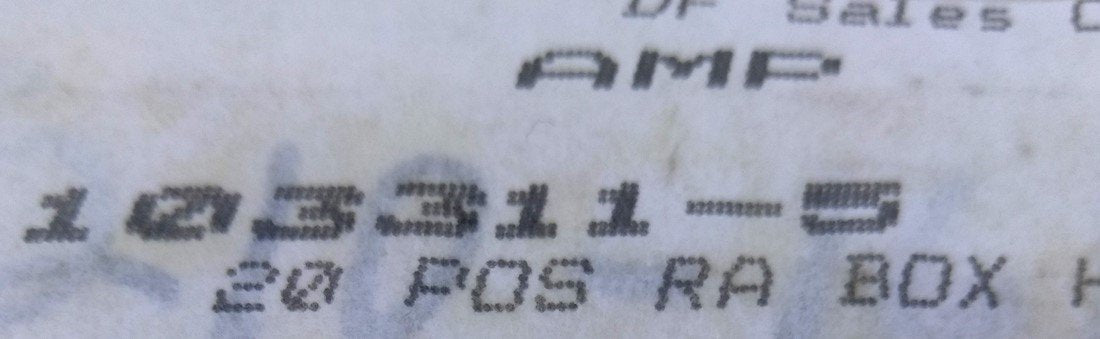 DF Sales
AMP
103311-5
20 POS RA BOX H